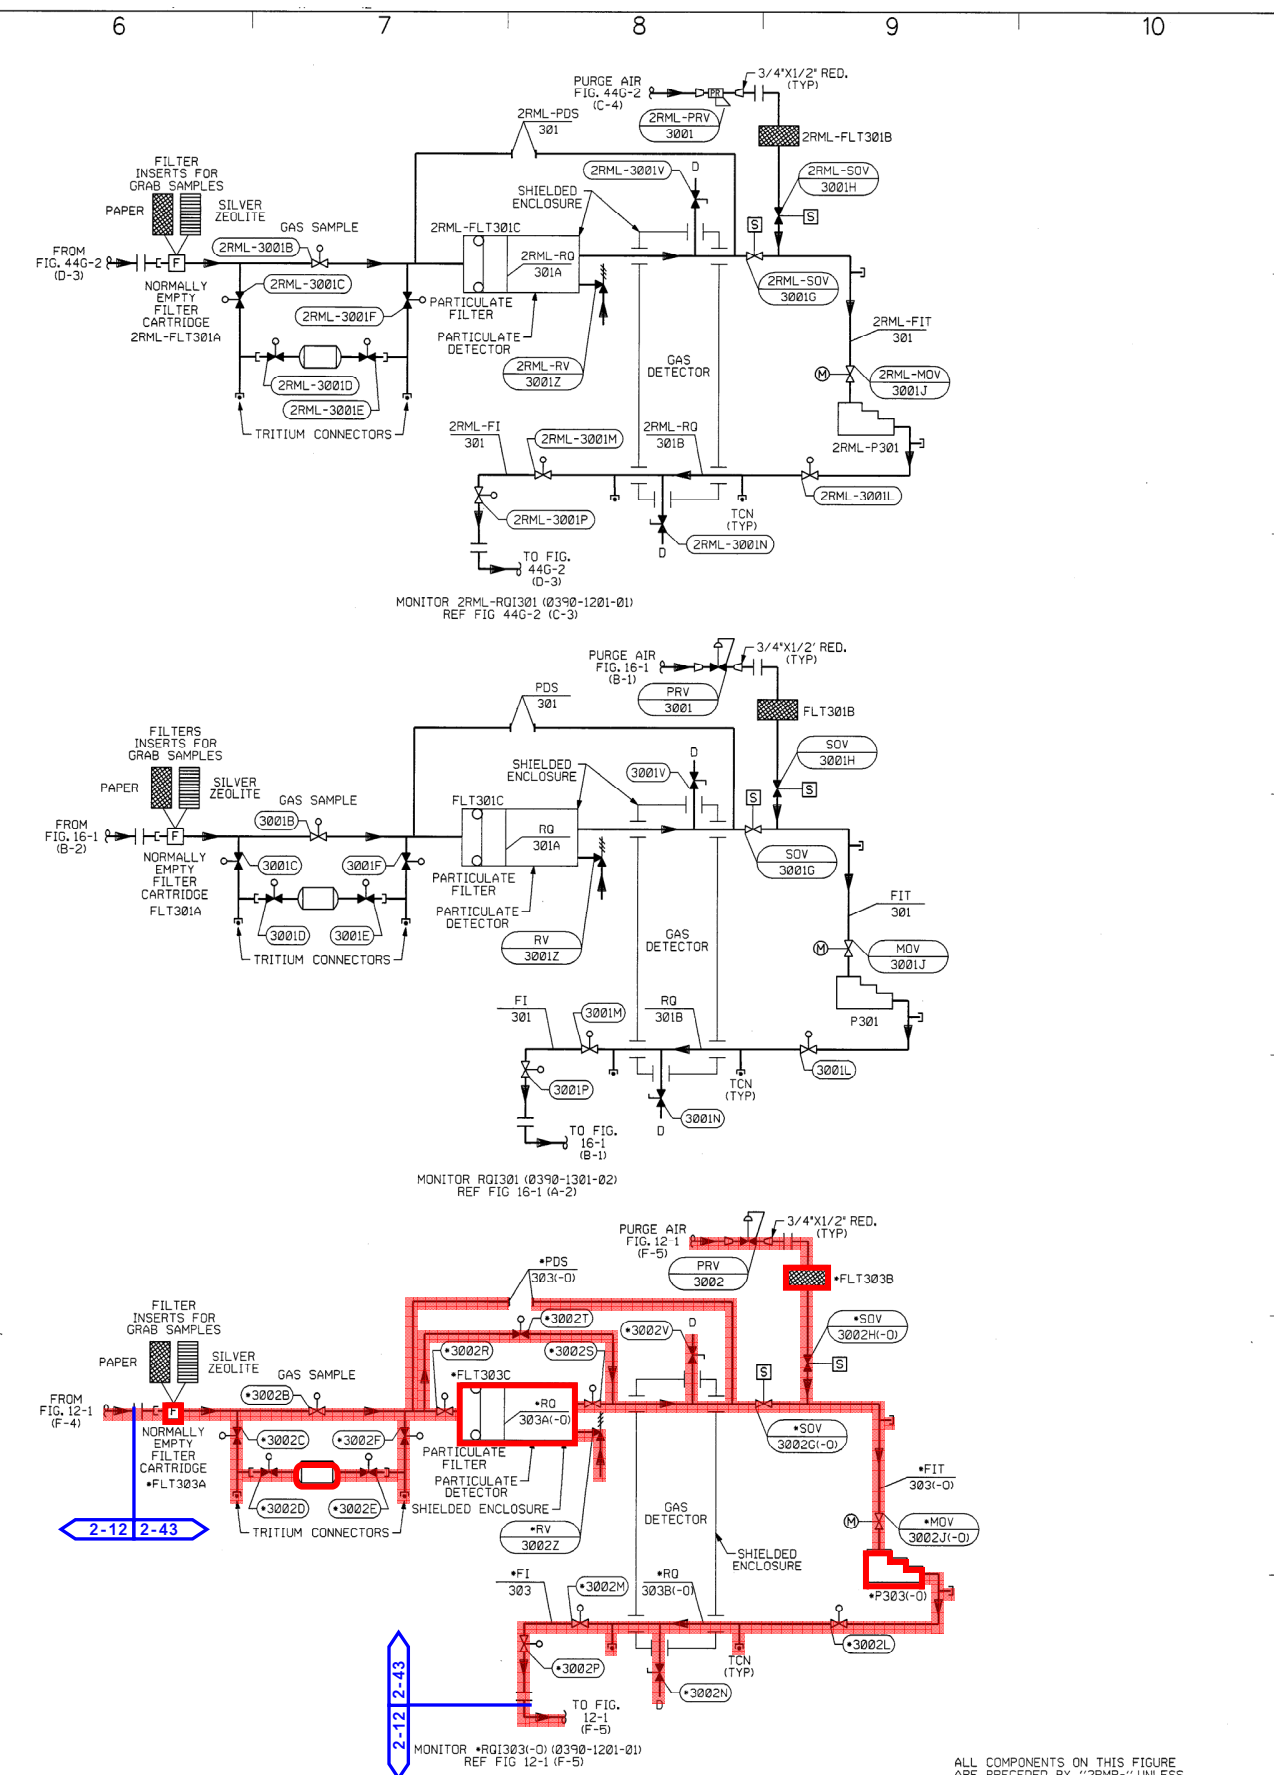 6 7 8 9 10
PURGE AIR
FIG. 44G-2
(C-4)
3/4"X1/2" RED.
(TYP)
2RML-PRV
3001
2RML-PDS
301
2RML-FLT301B
FILTER
INSERTS FOR
GRAB SAMPLES
PAPER
SILVER
ZEOLITE
GAS SAMPLE
2RML-3001V
D
SHIELDED
ENCLOSURE
2RML-SOV
3001H
S
S
2RML-FLT301C
FROM
FIG. 44G-2
(D-3)
F
2RML-3001B
2RML-RQ
301A
2RML-3001C
2RML-SOV
3001G
NORMALLY
EMPTY
FILTER
CARTRIDGE
2RML-FLT301A
2RML-3001F
PARTICULATE
FILTER
PARTICULATE
DETECTOR
2RML-FIT
301
2RML-RV
3001Z
GAS
DETECTOR
M
2RML-MOV
3001J
2RML-3001D
2RML-3001E
TRITIUM CONNECTORS
2RML-FI
301
2RML-3001M
2RML-RQ
301B
2RML-P301
2RML-3001L
2RML-3001P
TCN
(TYP)
2RML-3001N
D
TO FIG.
44G-2
(D-3)
MONITOR 2RML-RQI301 (0390-1201-01)
REF FIG 44G-2 (C-3)
PURGE AIR
FIG. 16-1
(B-1)
3/4"X1/2' RED.
(TYP)
PRV
3001
PDS
301
FLT301B
FILTERS
INSERTS FOR
GRAB SAMPLES
PAPER
SILVER
ZEOLITE
GAS SAMPLE
SHIELDED
ENCLOSURE
3001V
D
SOV
3001H
S
S
FLT301C
FROM
FIG. 16-1
(B-2)
F
3001B
RQ
301A
3001C
3001F
SOV
3001G
NORMALLY
EMPTY
FILTER
CARTRIDGE
FLT301A
PARTICULATE
FILTER
PARTICULATE
DETECTOR
FIT
301
3001D
3001E
RV
3001Z
GAS
DETECTOR
M
MOV
3001J
TRITIUM CONNECTORS
FI
301
3001M
RQ
301B
P301
3001L
3001P
TCN
(TYP)
3001N
D
TO FIG.
16-1
(B-1)
MONITOR RQI301 (0390-1301-02)
REF FIG 16-1 (A-2)
PURGE AIR
FIG. 12-1
(F-5)
3/4"X1/2" RED.
(TYP)
PRV
3002
*PDS
303(-O)
*FLT303B
FILTER
INSERTS FOR
GRAB SAMPLES
PAPER
SILVER
ZEOLITE
GAS SAMPLE
*3002T
*3002V
D
*SOV
3002H(-O)
S
S
*3002R
*3002S
*FLT303C
FROM
FIG. 12-1
(F-4)
F
*3002B
*RQ
303A(-O)
*3002C
*3002F
*SOV
3002G(-O)
NORMALLY
EMPTY
FILTER
CARTRIDGE
*FLT303A
PARTICULATE
FILTER
PARTICULATE
DETECTOR
SHIELDED ENCLOSURE
*FIT
303(-O)
*3002D
*3002E
2-12 2-43
TRITIUM CONNECTORS
*RV
3002Z
GAS
DETECTOR
M
*MOV
3002J(-O)
SHIELDED
ENCLOSURE
*FI
303
*3002M
*RQ
303B(-O)
*P303(-O)
*3002L
*3002P
TCN
(TYP)
*3002N
D
2-12 2-43
TO FIG.
12-1
(F-5)
MONITOR *RQI303(-O) (0390-1201-01)
REF FIG 12-1 (F-5)
ALL COMPONENTS ON THIS FIGURE
ARE PRECEDED BY "2RMR-" UNLESS